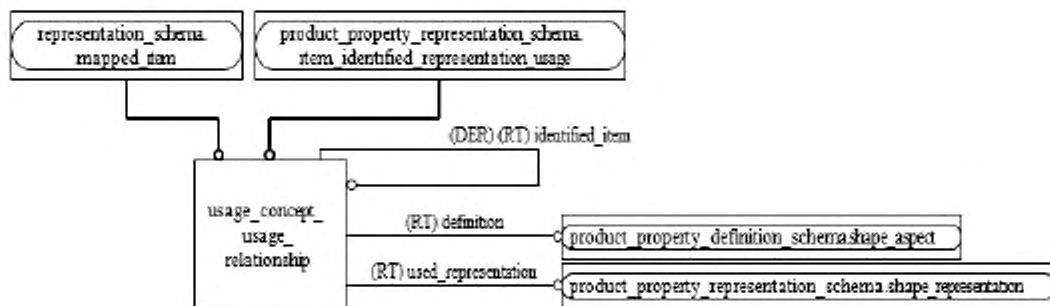 representation_schema.
mapped_item
product_property_representation_schema.
item_identified_representation_usage
(DER) (RT) identified_item
usage_concept_
usage_
relationship
(RT) definition
product_property_definition_schema.shape_aspect
(RT) used_representation
product_property_representation_schema.shape_representation